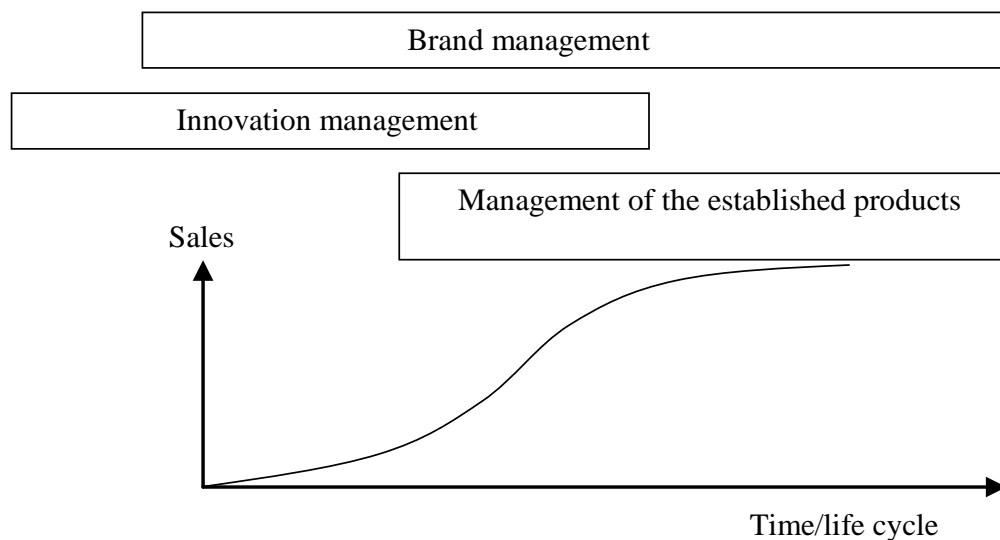 Brand management
Innovation management
Management of the established products
Sales
Time/life cycle